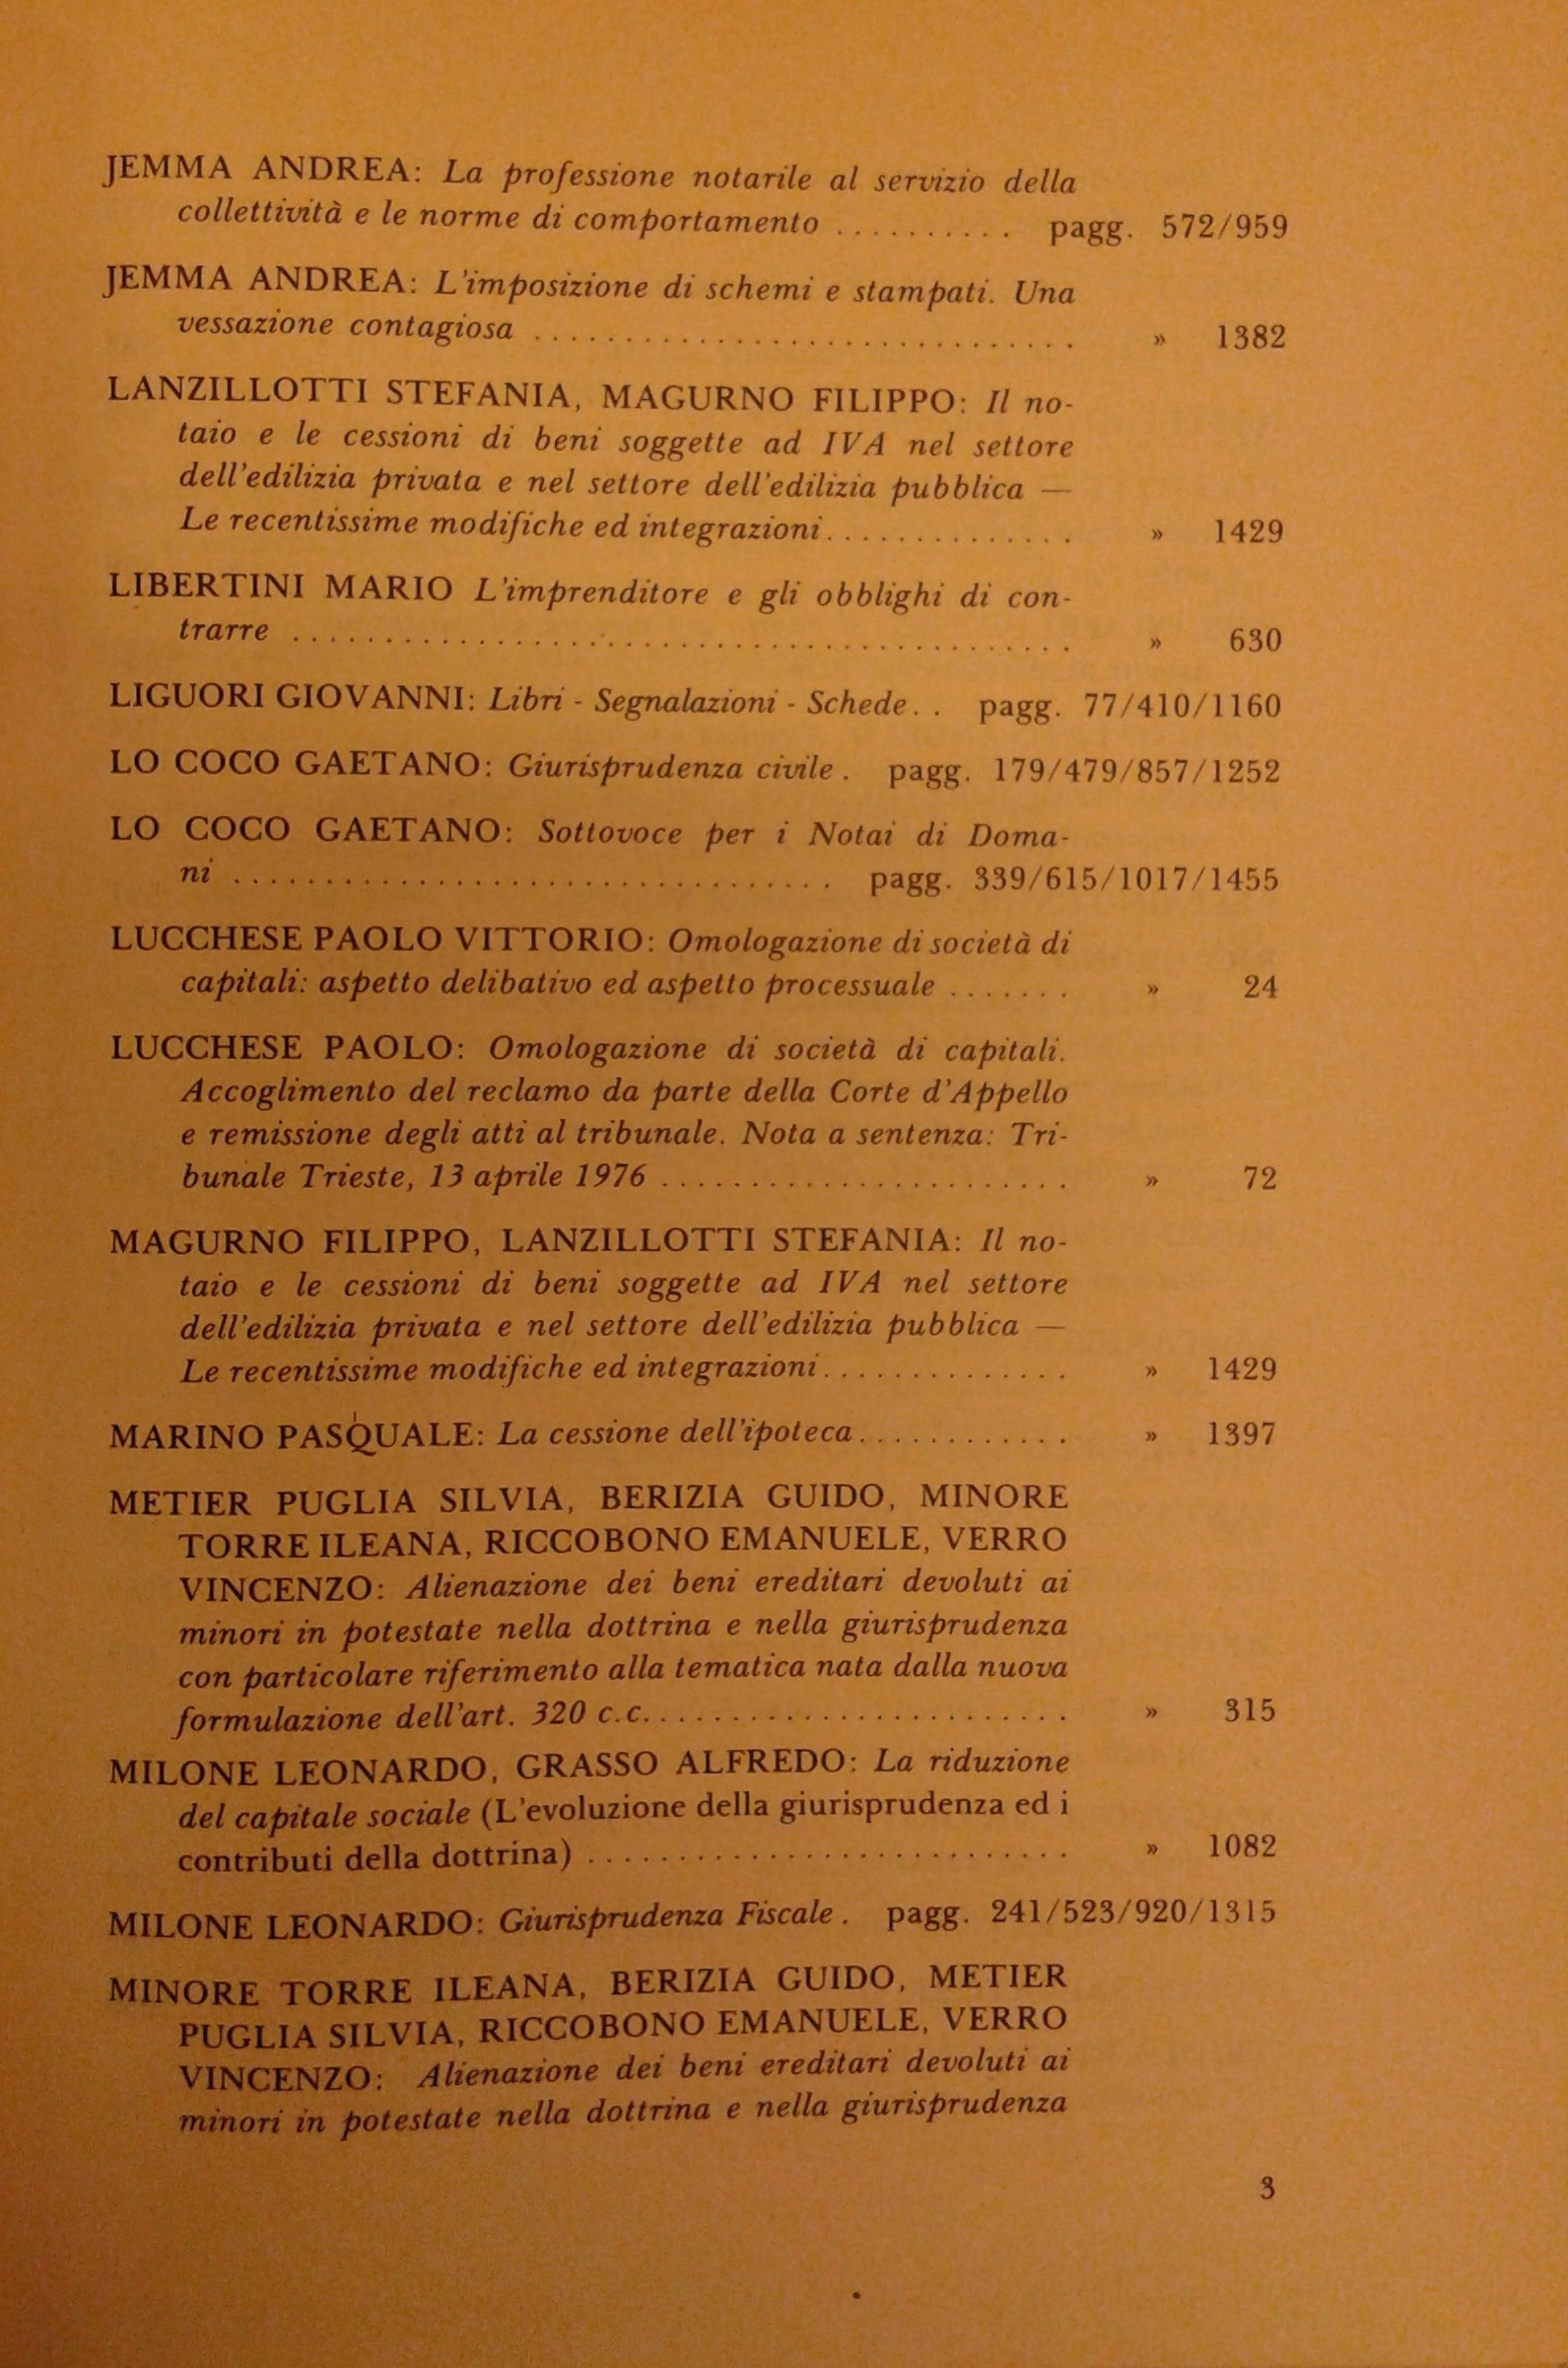 JEMMA ANDREA: La professione notarile al servizio della
collettività e le norme di comportamento .......... pagg. 572/959
JEMMA ANDREA: L'imposizione di schemi e stampati. Una
vessazione contagiosa .............................. » 1382
LANZILLOTTI STEFANIA, MAGURNO FILIPPO: Il no-
taio e le cessioni di beni soggette ad IVA nel settore
dell'edilizia privata e nel settore dell'edilizia pubblica —
Le recentissime modifiche ed integrazioni.............. » 1429
LIBERTINI MARIO L'imprenditore e gli obblighi di con-
trarre ........................................... » 630
LIGUORI GIOVANNI: Libri - Segnalazioni - Schede. . pagg. 77/410/1160
LO COCO GAETANO: Giurisprudenza civile . pagg. 179/479/857/1252
LO COCO GAETANO: Sottovoce per i Notai di Doma-
ni ................................. pagg. 339/615/1017/1455
LUCCHESE PAOLO VITTORIO: Omologazione di società di
capitali: aspetto delibativo ed aspetto processuale ....... » 24
LUCCHESE PAOLO: Omologazione di società di capitali.
Accoglimento del reclamo da parte della Corte d'Appello
e remissione degli atti al tribunale. Nota a sentenza: Tri-
bunale Trieste, 13 aprile 1976 ....................... » 72
MAGURNO FILIPPO, LANZILLOTTI STEFANIA: Il no-
taio e le cessioni di beni soggette ad IVA nel settore
dell'edilizia privata e nel settore dell'edilizia pubblica —
Le recentissime modifiche ed integrazioni.............. » 1429
MARINO PASQUALE: La cessione dell'ipoteca............ » 1397
METIER PUGLIA SILVIA, BERIZIA GUIDO, MINORE
TORRE ILEANA, RICCOBONO EMANUELE, VERRO
VINCENZO: Alienazione dei beni ereditari devoluti ai
minori in potestate nella dottrina e nella giurisprudenza
con particolare riferimento alla tematica nata dalla nuova
formulazione dell'art. 320 c.c........................ » 315
MILONE LEONARDO, GRASSO ALFREDO: La riduzione
del capitale sociale (L'evoluzione della giurisprudenza ed i
contributi della dottrina) ........................... » 1082
MILONE LEONARDO: Giurisprudenza Fiscale . pagg. 241/523/920/1315
MINORE TORRE ILEANA, BERIZIA GUIDO, METIER
PUGLIA SILVIA, RICCOBONO EMANUELE, VERRO
VINCENZO: Alienazione dei beni ereditari devoluti ai
minori in potestate nella dottrina e nella giurisprudenza
3